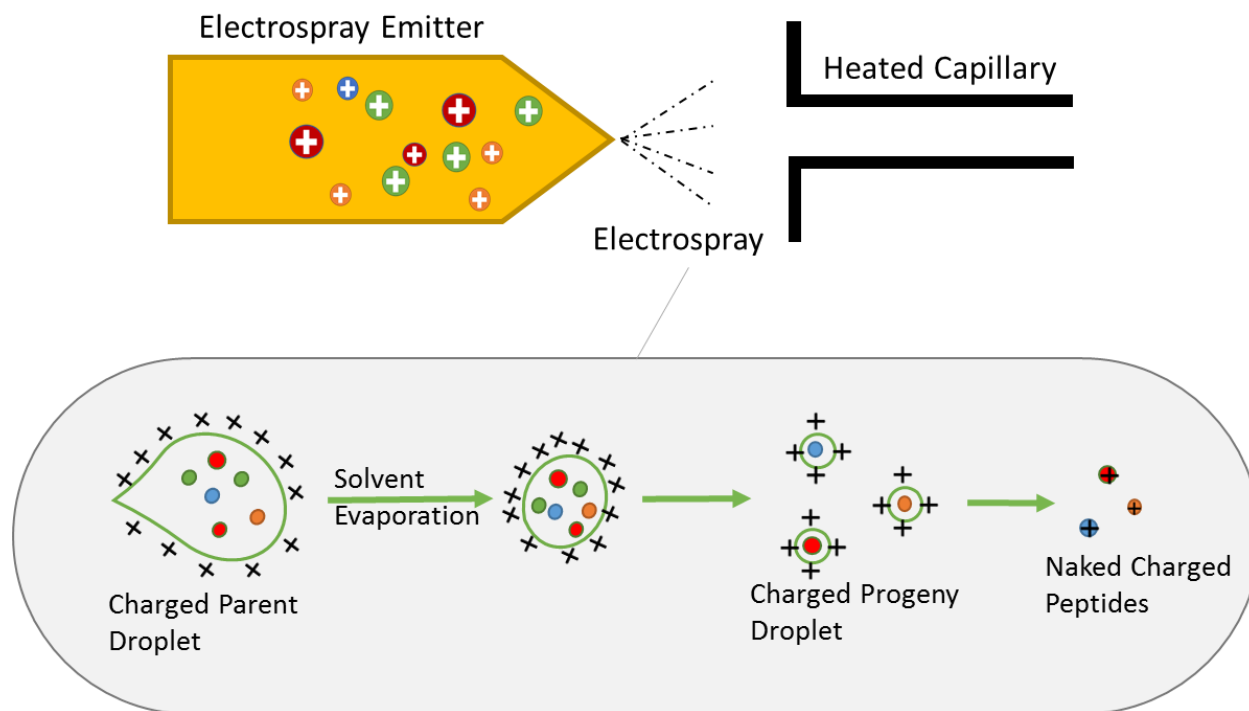 Electrospray Emitter
Heated Capillary
Electrospray
Solvent
Evaporation
Charged Parent
Droplet
Charged Progeny
Droplet
Naked Charged
Peptides